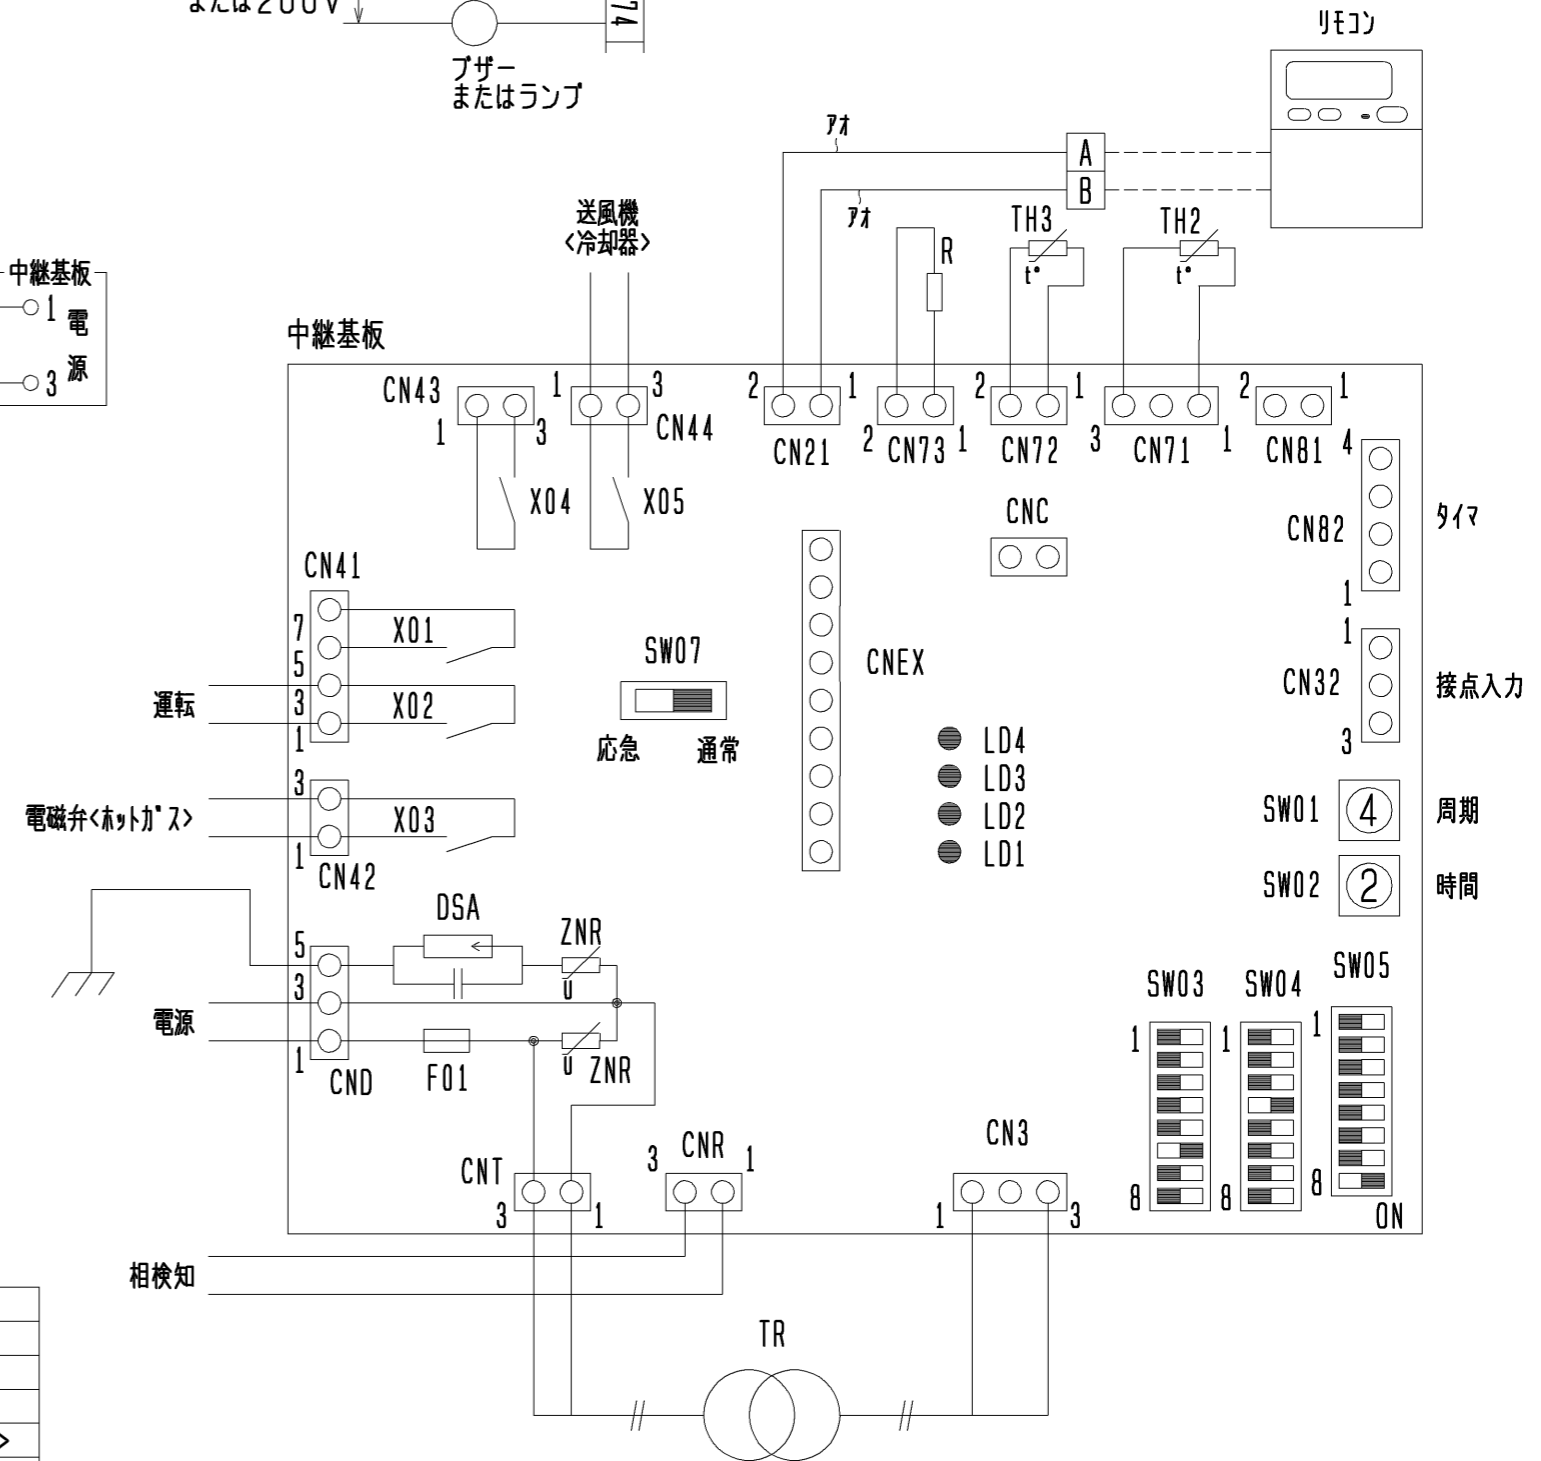 または200V
74
ブザー
またはランプ
リモコン
アオ
A
B
アオ
送風機
<冷却器>
TH3
t°
TH2
t°
R
中継基板
1
電
源
3
中継基板
CN43
1
3
1
3
CN44
2
1
CN21
2
CN73
1
2
1
CN72
3
CN71
1
2
1
CN81
X04
X05
CNC
4
CN82
1
タイマ
CN41
7
5
3
1
X01
X02
運転
SW07
応急
通常
CNEX
1
CN32
3
接点入力
LD4
LD3
LD2
LD1
3
1
X03
電磁弁<ホットガス>
CN42
SW01
4
周期
SW02
2
時間
DSA
ZNR
U
5
3
1
電源
CND
F01
U
ZNR
SW03
1
8
SW04
1
8
SW05
1
8
ON
CNT
3
1
3
CNR
1
CN3
1
3
相検知
TR
>